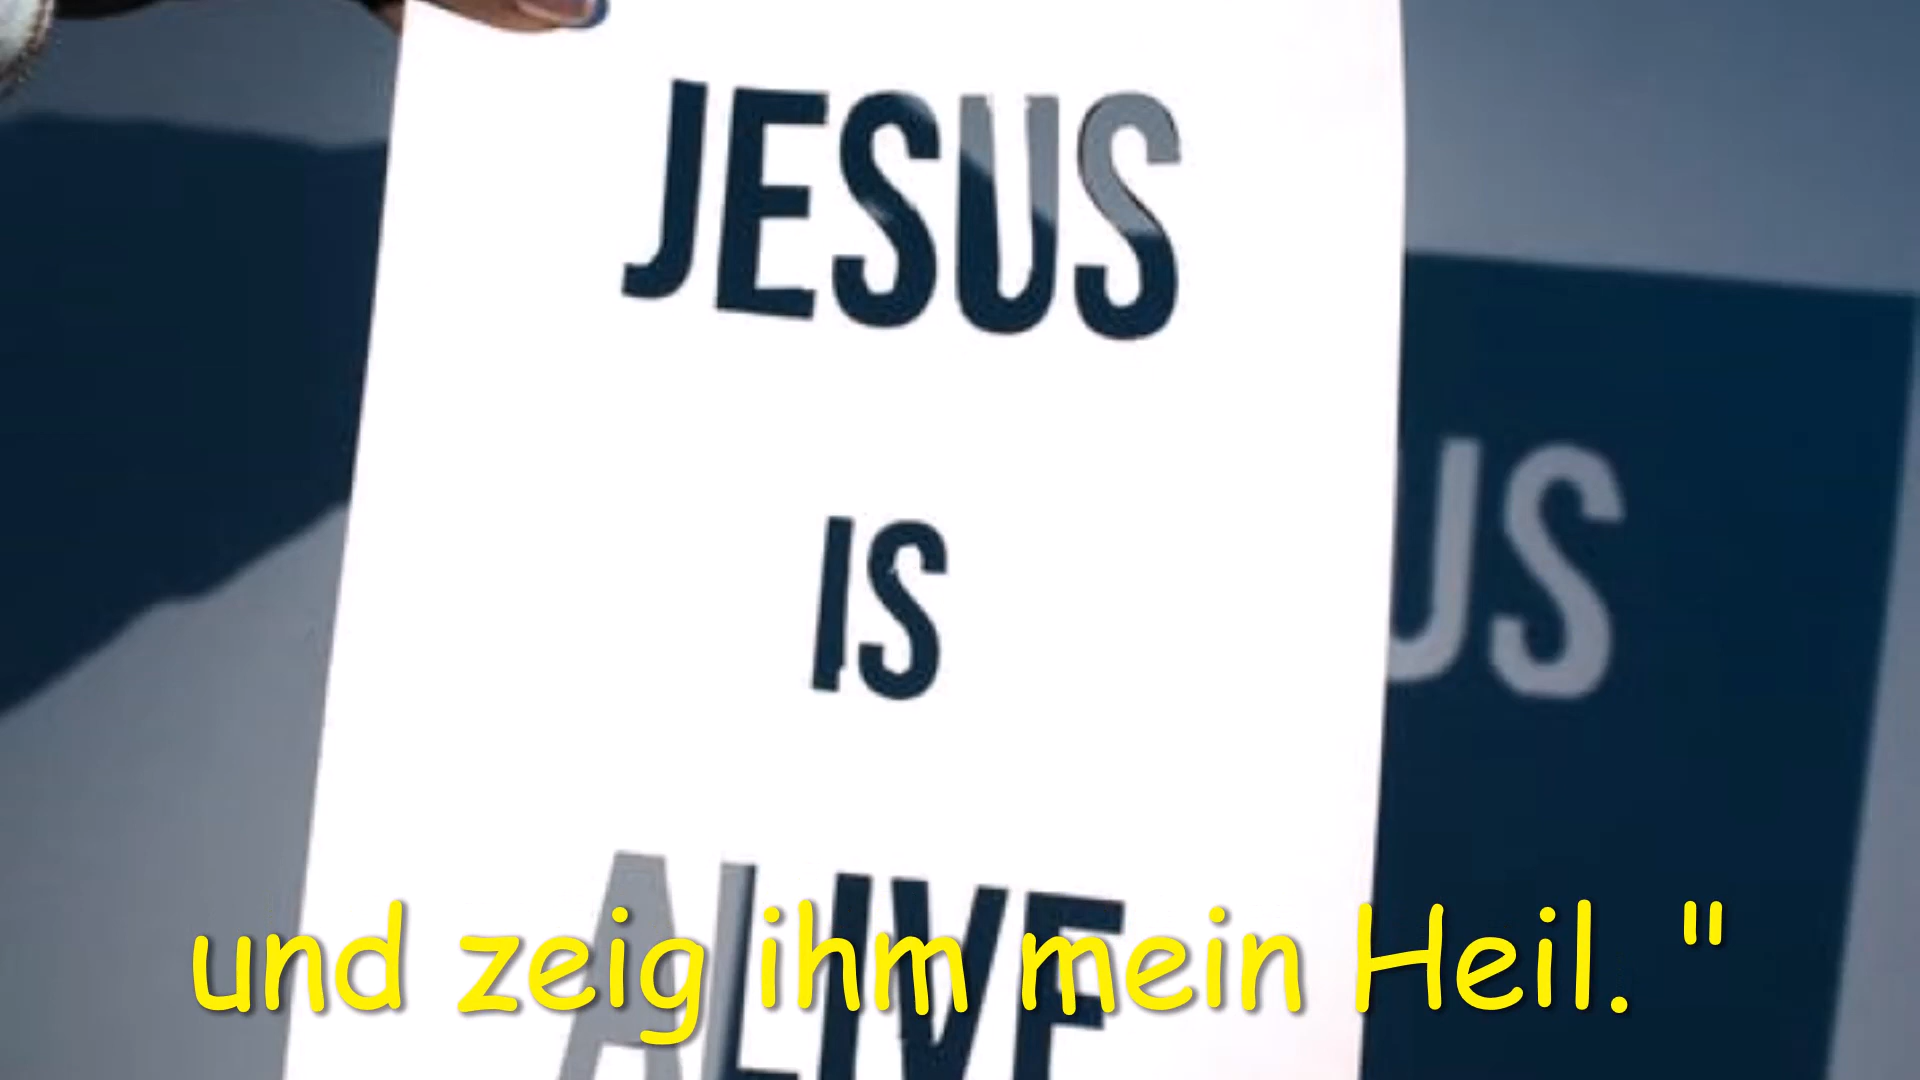 JESUS
IS
US
ALIVE
und zeig ihm mein Heil. "